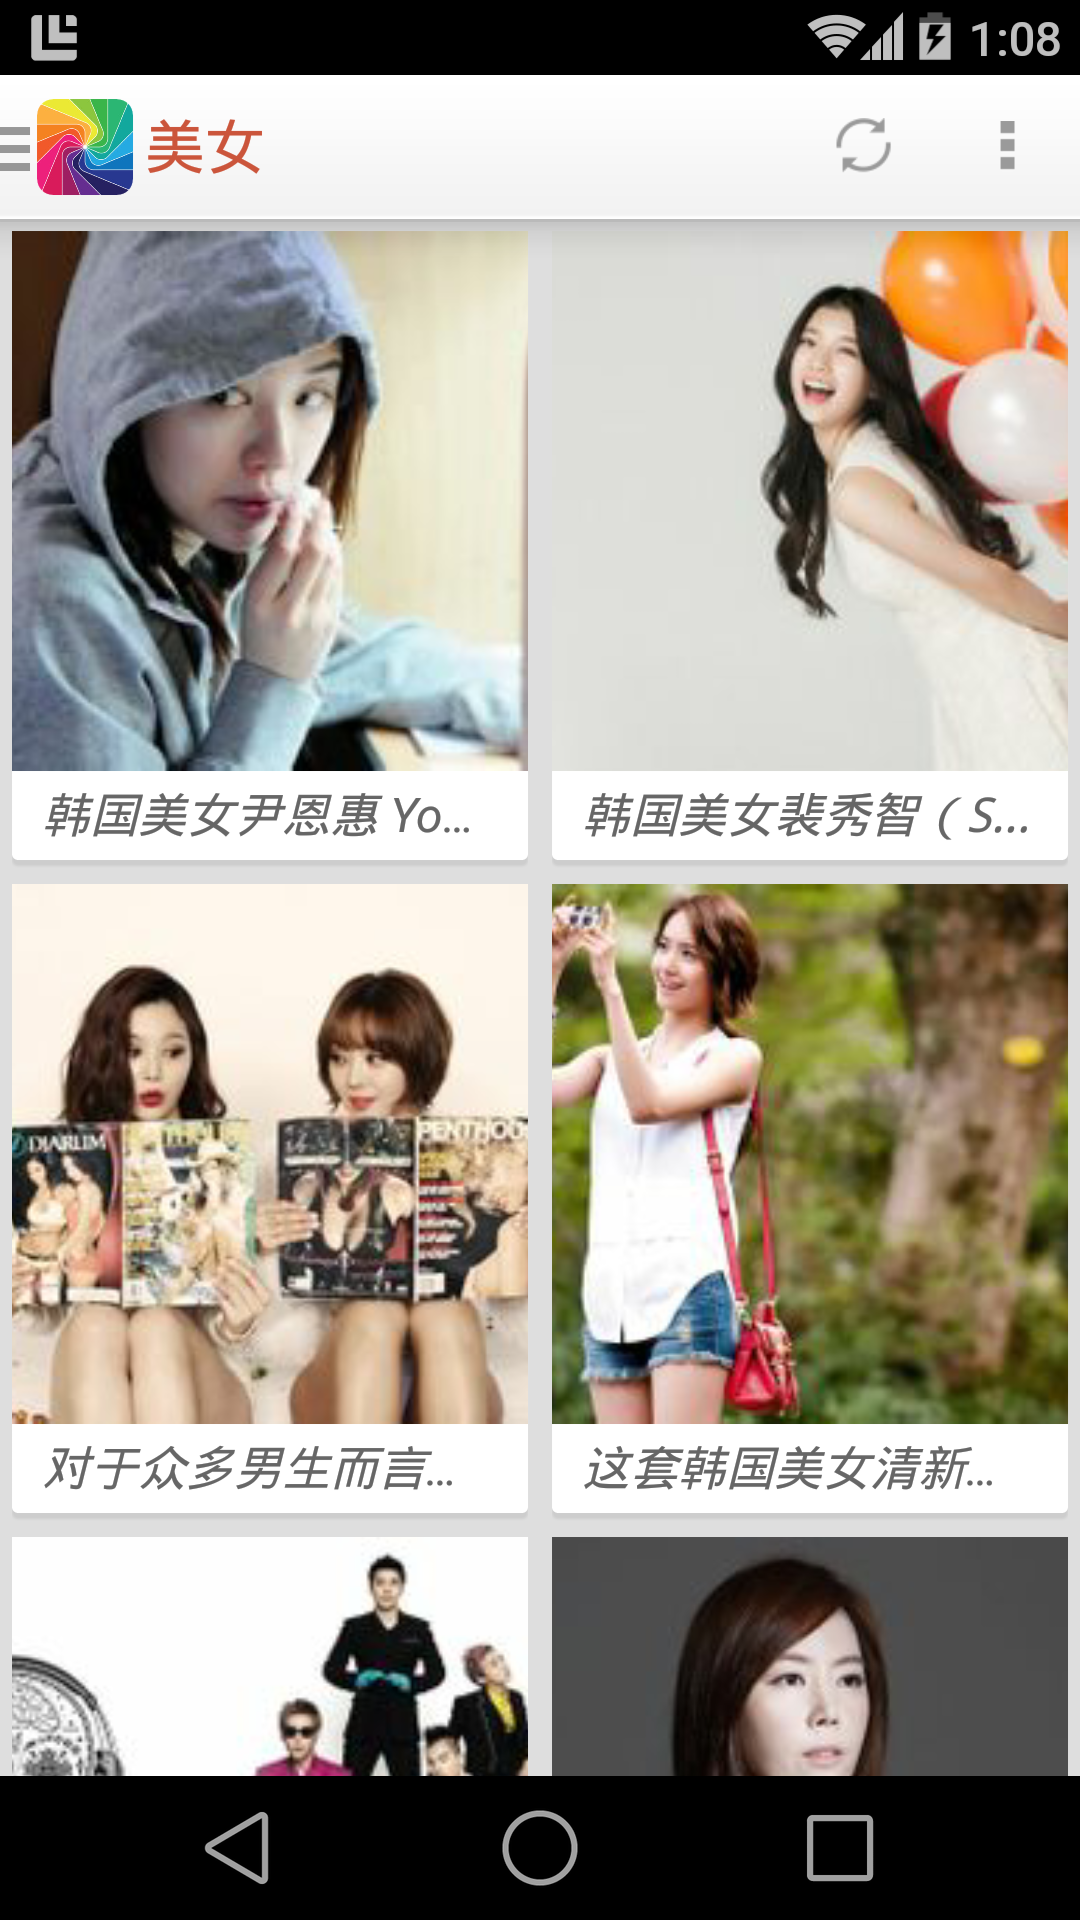 1:08
美女
韩国美女尹恩惠 Yo...
韩国美女裴秀智（S...
DJARUM
PENTHOU
对于众多男生而言...
这套韩国美女清新...